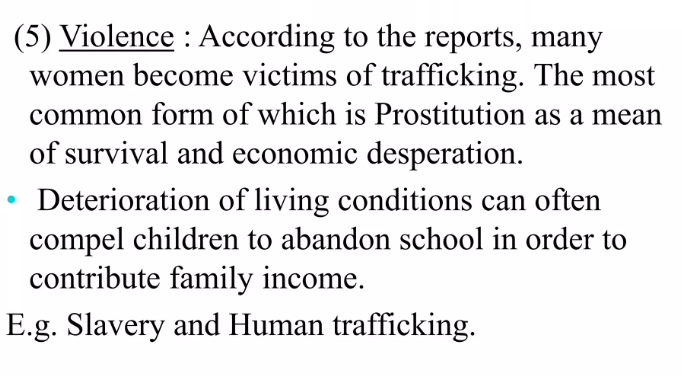 (5) Violence : According to the reports, many
women become victims of trafficking. The most
common form of which is Prostitution as a mean
of survival and economic desperation.
• Deterioration of living conditions can often
compel children to abandon school in order to
contribute family income.
E.g. Slavery and Human trafficking.